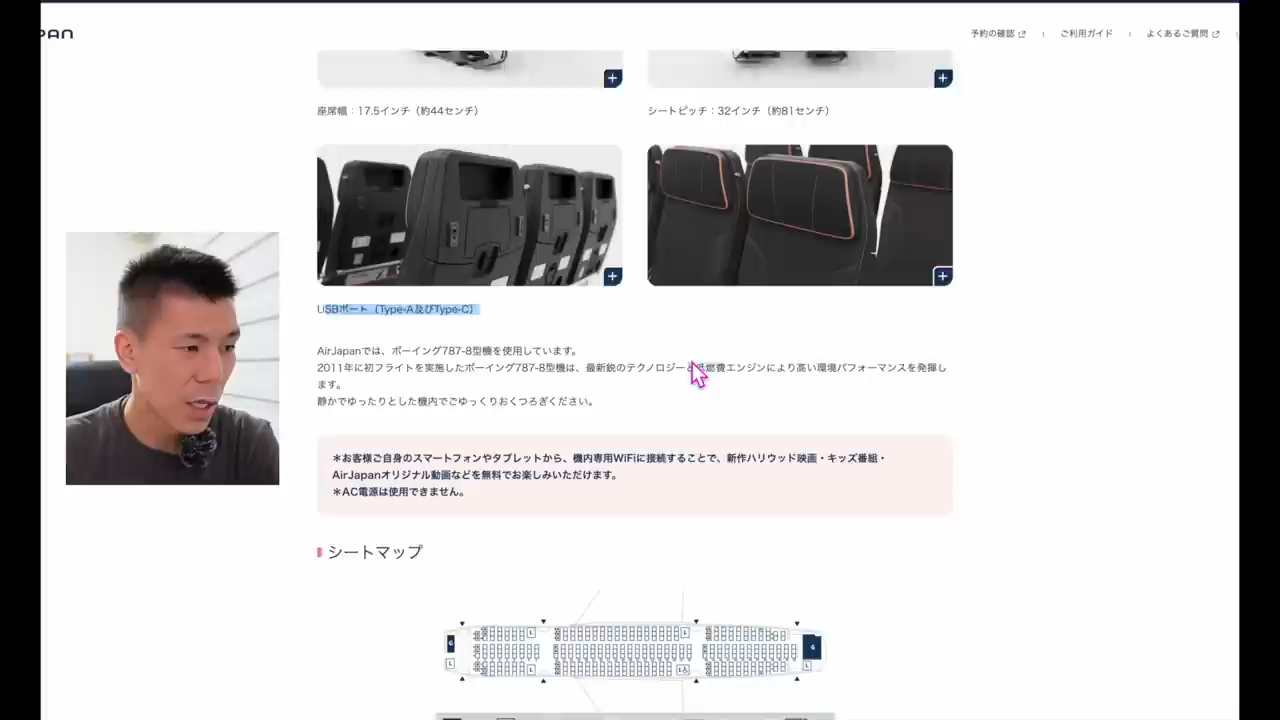 PAN
予約の確認
ご利用ガイド
よくあるご質問
座席幅：17.5インチ（約44センチ）
シートピッチ：32インチ（約81センチ）
USBポート（Type-A及びType-C）
AirJapanでは、ボーイング787-8型機を使用しています。
2011年に初フライトを実施したボーイング787-8型機は、最新鋭のテクノロジーと低燃費エンジンにより高い環境パフォーマンスを発揮し
ます。
静かでゆったりとした機内でごゆっくりおくつろぎください。
＊お客様ご自身のスマートフォンやタブレットから、機内専用WiFiに接続することで、新作ハリウッド映画・キッズ番組・
AirJapanオリジナル動画などを無料でお楽しみいただけます。
＊AC電源は使用できません。
シートマップ
L
L
G
G
L
L
L